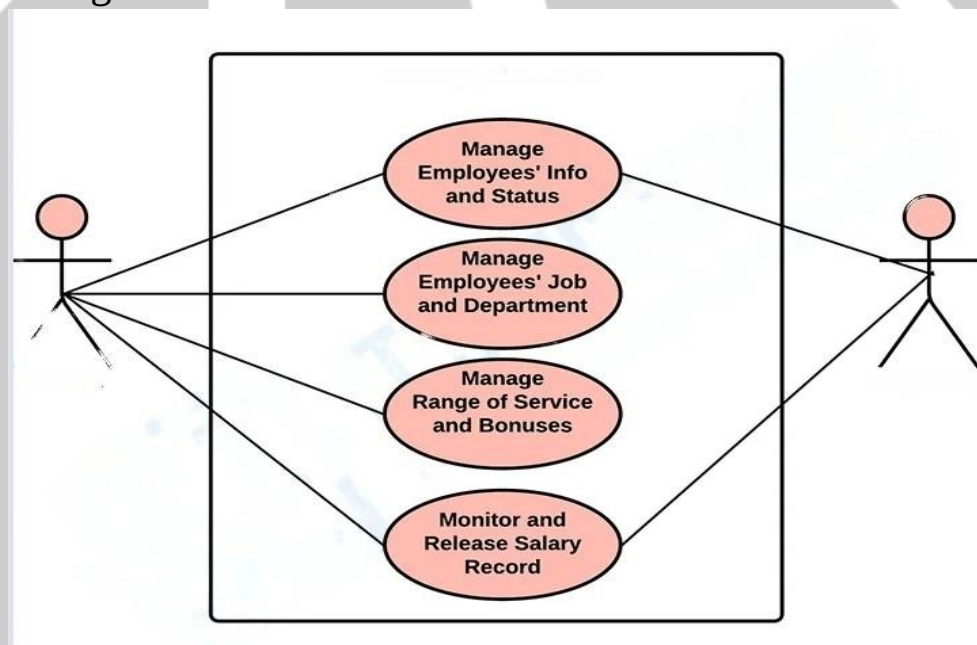 Manage
Employees' Info
and Status
Manage
Employees' Job
and Department
Manage
Range of Service
and Bonuses
Monitor and
Release Salary
Record